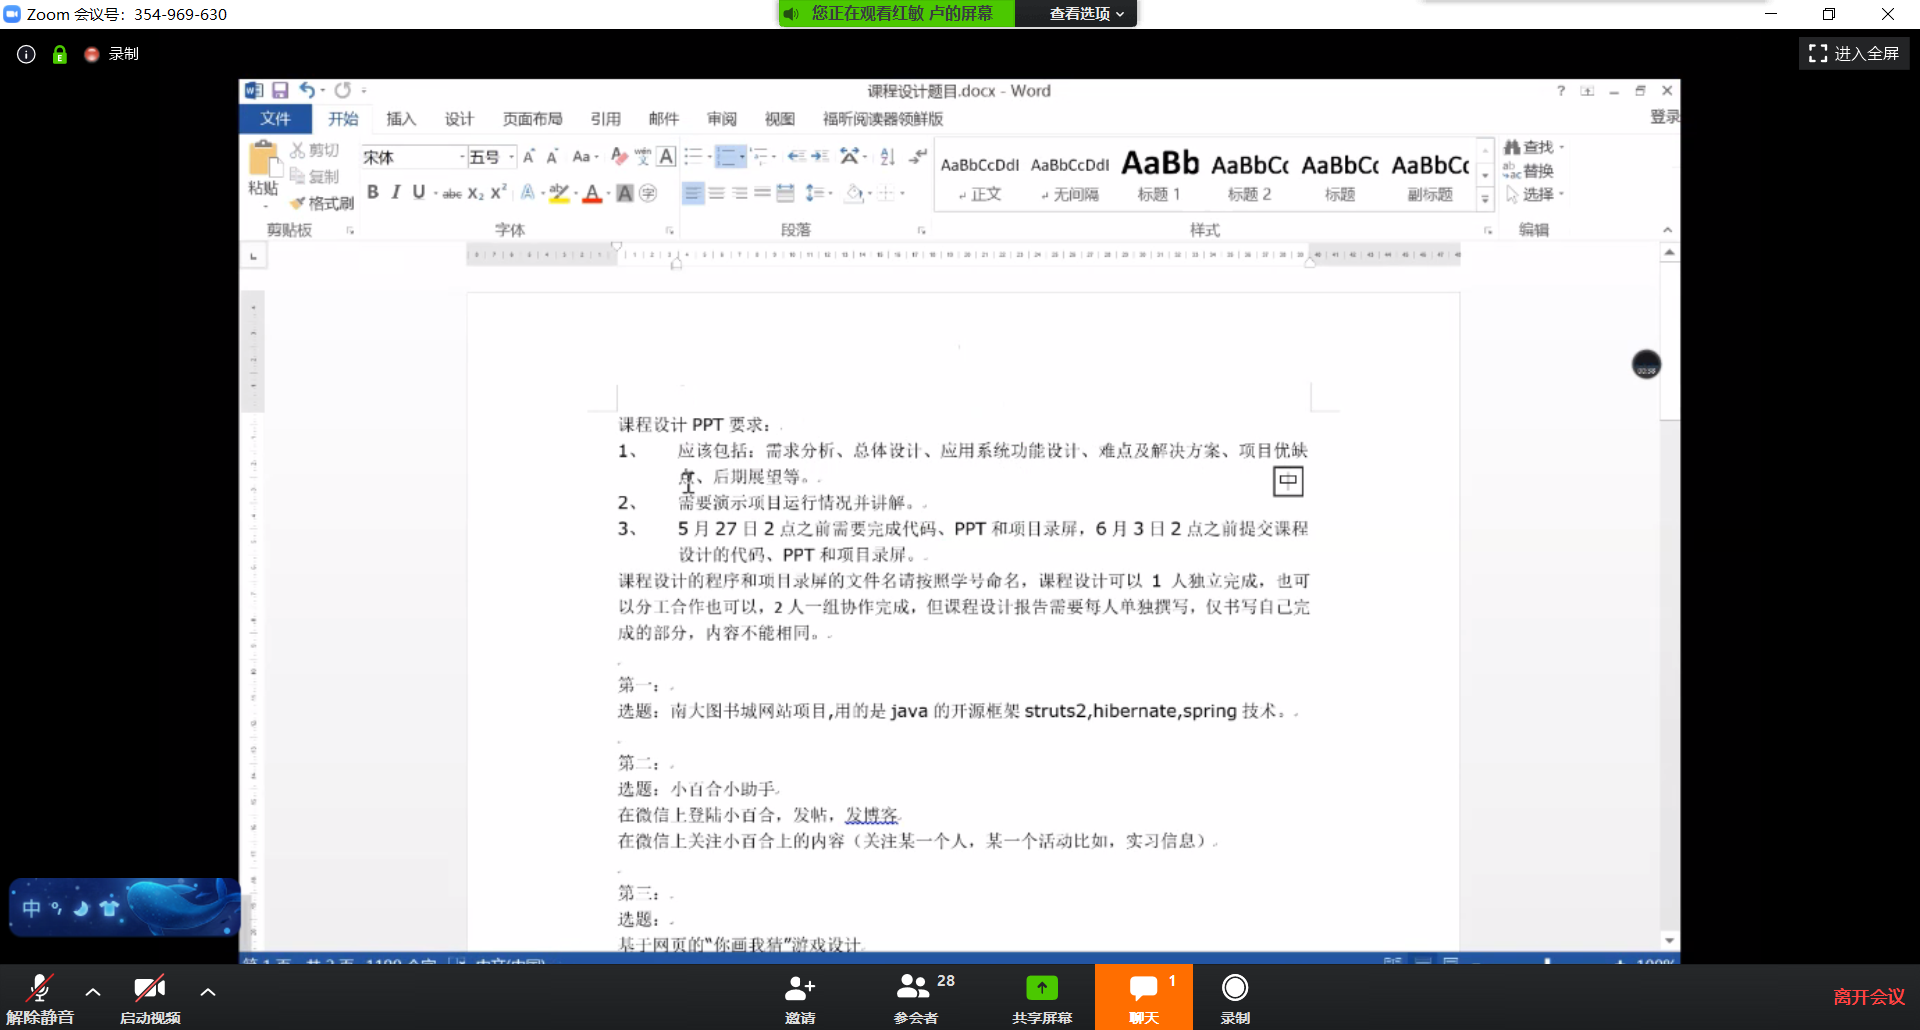 Zoom 会议号：354-969-630
您正在观看红敏 卢的屏幕
查看选项
录制
进入全屏
课程设计题目.docx - Word
文件 开始 插入 设计 页面布局 引用 邮件 审阅 视图 福昕阅读器领鲜版 登录
粘贴 剪切 复制 格式刷
宋体 五号
AaBbCcDdI AaBbCcDdI AaBb AaBbCc AaBbCc AaBbCc
正文 无间隔 标题 1 标题 2 标题 副标题
查找
替换
选择
剪贴板 字体 段落 样式 编辑
课程设计 PPT 要求：
1、 应该包括：需求分析、总体设计、应用系统功能设计、难点及解决方案、项目优缺
点、后期展望等。
中
2、 需要演示项目运行情况并讲解。
3、 5 月 27 日 2 点之前需要完成代码、PPT 和项目录屏，6 月 3 日 2 点之前提交课程
设计的代码、PPT 和项目录屏。
课程设计的程序和项目录屏的文件名请按照学号命名，课程设计可以 1 人独立完成，也可
以分工合作也可以，2 人一组协作完成，但课程设计报告需要每人单独撰写，仅书写自己完
成的部分，内容不能相同。
第一：
选题：南大图书城网站项目,用的是 java 的开源框架 struts2,hibernate,spring 技术。
第二：
选题：小百合小助手
在微信上登陆小百合，发帖，发博客
在微信上关注小百合上的内容（关注某一个人，某一个活动比如，实习信息）
第三：
选题：
基于网页的“你画我猜”游戏设计
中
解除静音 启动视频 邀请 参会者 28 共享屏幕 聊天 1 录制 离开会议